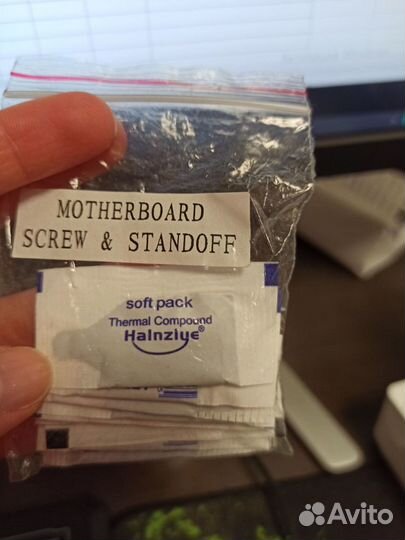 MOTHERBOARD
SCREW & STANDOFF
soft pack
Thermal Compound
Halnziye®
Avito